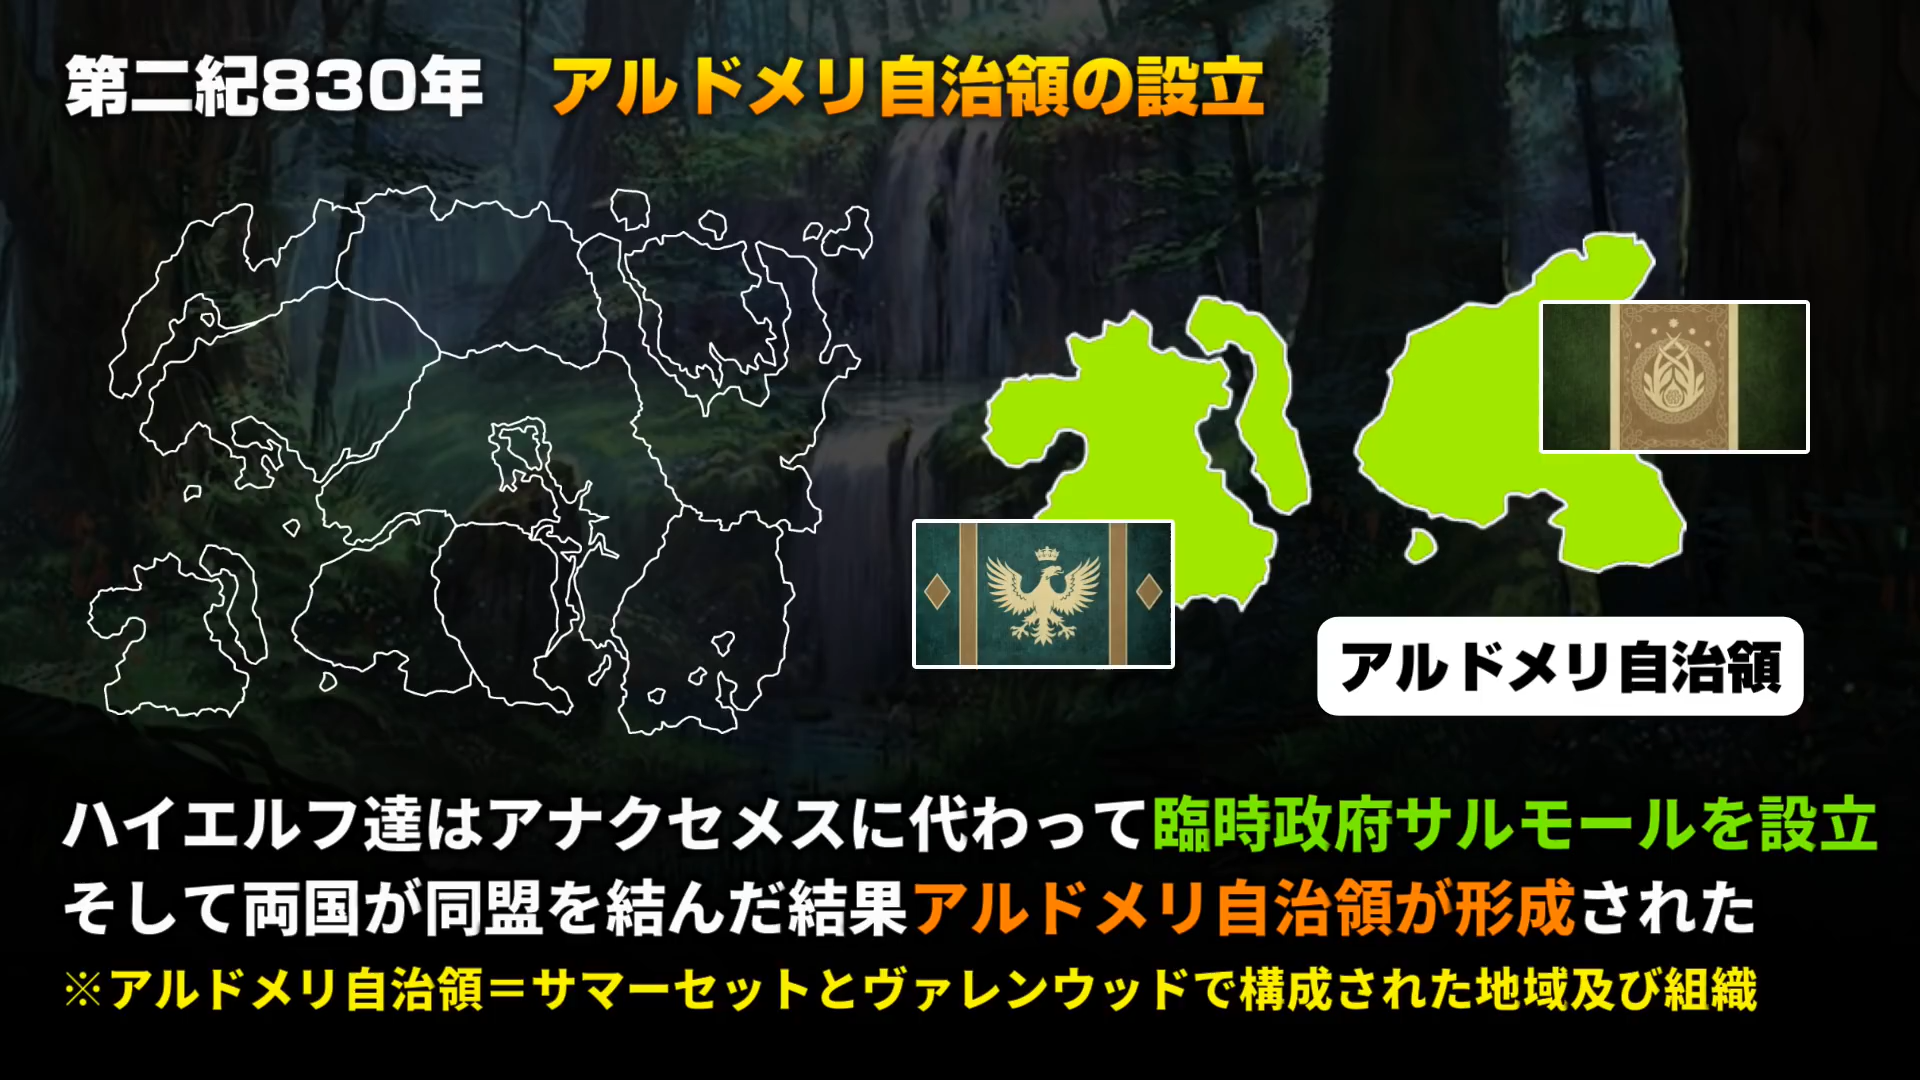 第二紀830年 アルドメリ自治領の設立
アルドメリ自治領
ハイエルフ達はアナクセメスに代わって臨時政府サルモールを設立
そして両国が同盟を結んだ結果アルドメリ自治領が形成された
※アルドメリ自治領＝サマーセットとヴァレンウッドで構成された地域及び組織